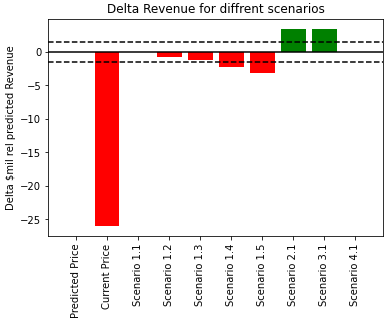 Delta Revenue for diffrent scenarios
Delta $mil rel predicted Revenue
0
−5
−10
−15
−20
−25
Predicted Price
Current Price
Scenario 1.1
Scenario 1.2
Scenario 1.3
Scenario 1.4
Scenario 1.5
Scenario 2.1
Scenario 3.1
Scenario 4.1